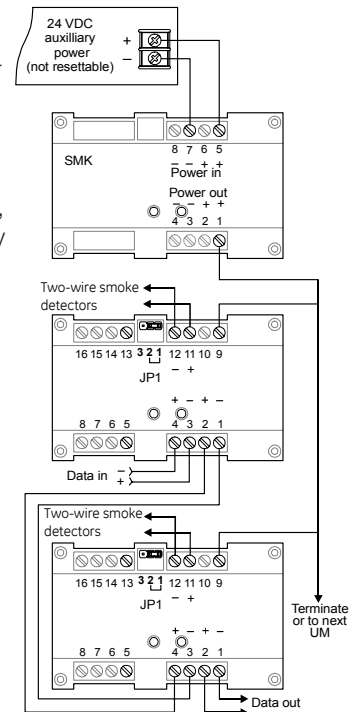 24 VDC
auxilliary
power
(not resettable)
+
–
8 7 6 5
– – + +
SMK
Power in
Power out
– – + +
4 3 2 1
Two-wire smoke
detectors
16 15 14 13 3 2 1 12 11 10 9
– +
JP1
+ – + –
8 7 6 5 4 3 2 1
Data in – +
Two-wire smoke
detectors
16 15 14 13 3 2 1 12 11 10 9
– +
JP1
+ – + –
8 7 6 5 4 3 2 1
Terminate
or to next
UM
Data out